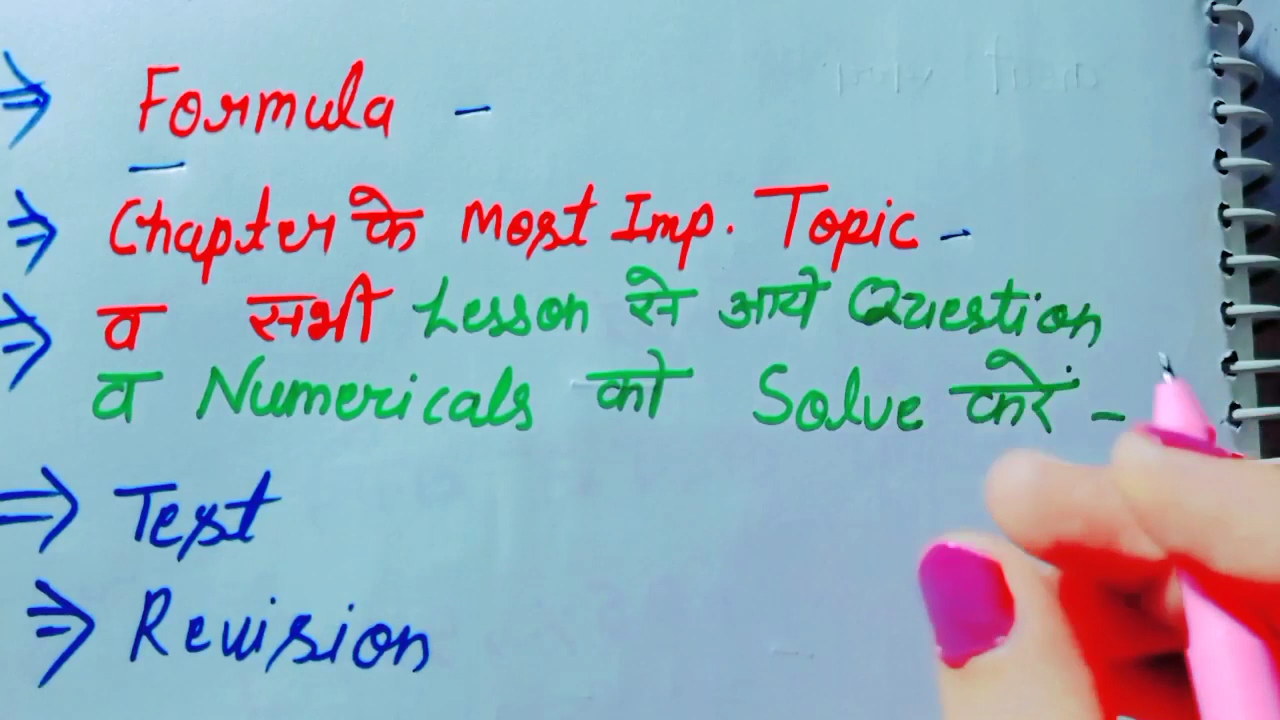 ⇒ Formula -
⇒ Chapter के Most Imp. Topic -
⇒ व सभी Lesson से आये Question
व Numericals को Solve करें -
⇒ Test
⇒ Revision